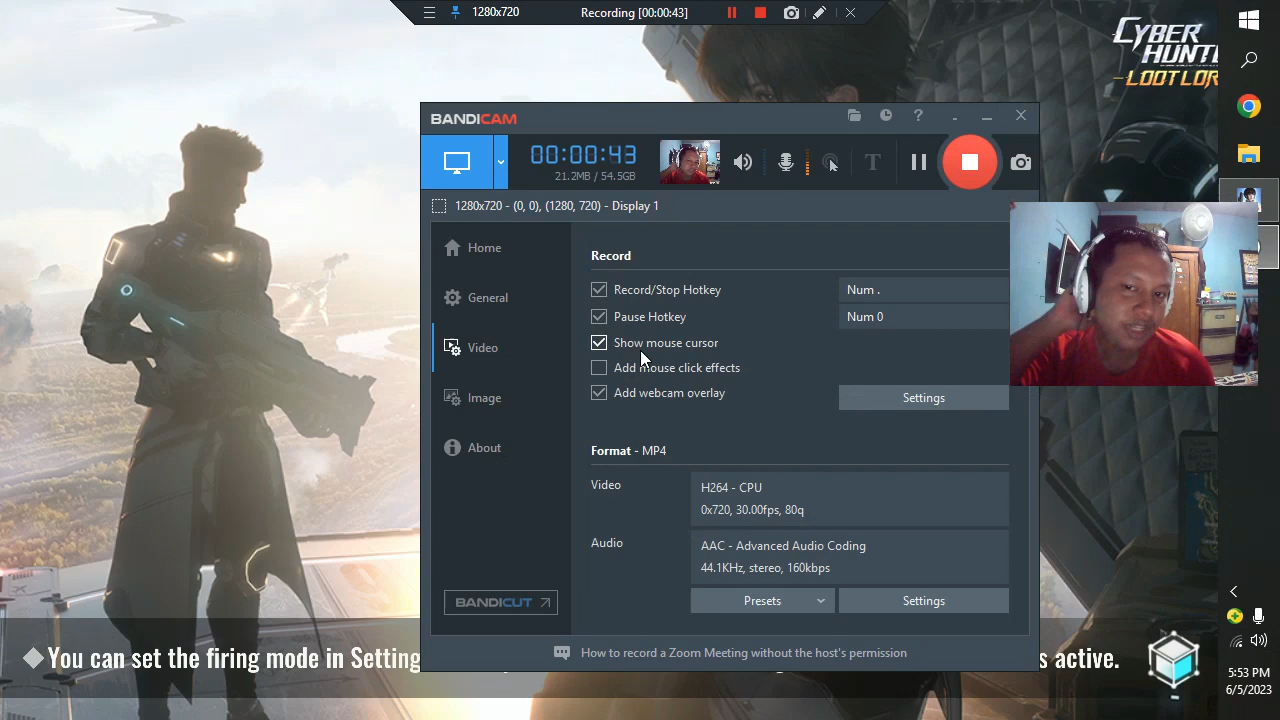 1280x720 Recording [00:00:43]
CYBER HUNTE
LOOT LOR
BANDICAM
00:00:43
21.2MB / 54.5GB
T
1280x720 - (0, 0), (1280, 720) - Display 1
Home
General
Video
Image
About
BANDICUT
Record
Record/Stop Hotkey Num .
Pause Hotkey Num 0
Show mouse cursor
Add mouse click effects
Add webcam overlay
Settings
Format - MP4
Video H264 - CPU
0x720, 30.00fps, 80q
Audio AAC - Advanced Audio Coding
44.1KHz, stereo, 160kbps
Presets Settings
How to record a Zoom Meeting without the host's permission
You can set the firing mode in Setting
s active.
5:53 PM
6/5/2023